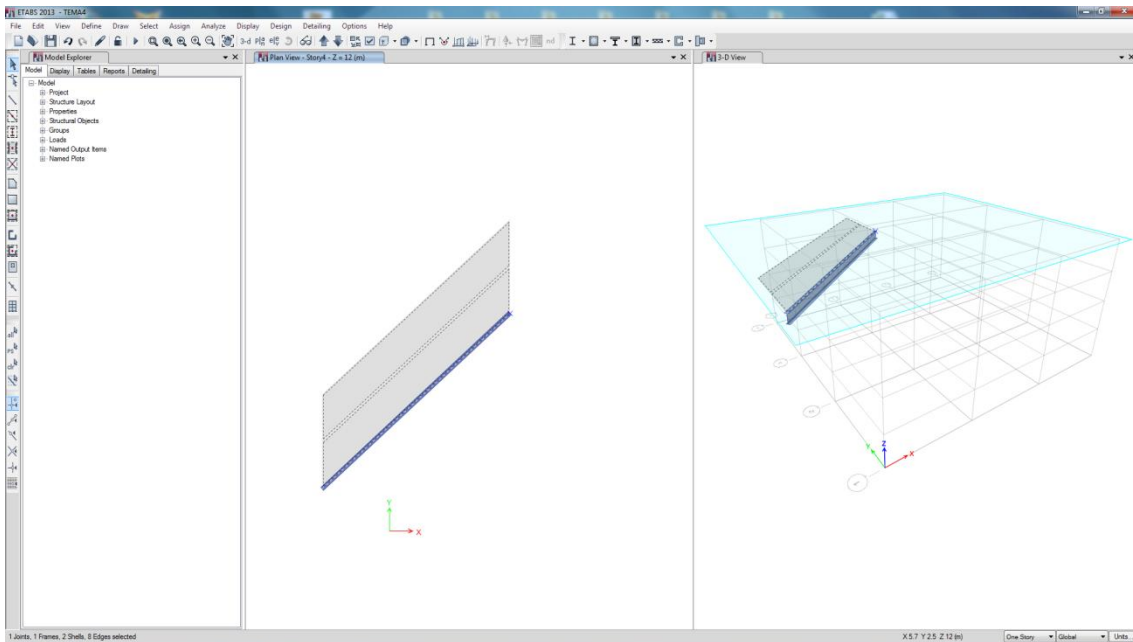 ETABS 2013 - TEMA4
File Edit View Define Draw Select Assign Analyze Display Design Detailing Options Help
3-d
nd
Model Explorer
Model Display Tables Reports Detailing
Model
Project
Structure Layout
Properties
Structural Objects
Groups
Loads
Named Output Items
Named Plots
Plan View - Story4 - Z = 12 (m)
Y
X
3-D View
Z
Y
X
1 Joints, 1 Frames, 2 Shells, 8 Edges selected
X 5.7 Y 2.5 Z 12 (m)
One Story
Global
Units